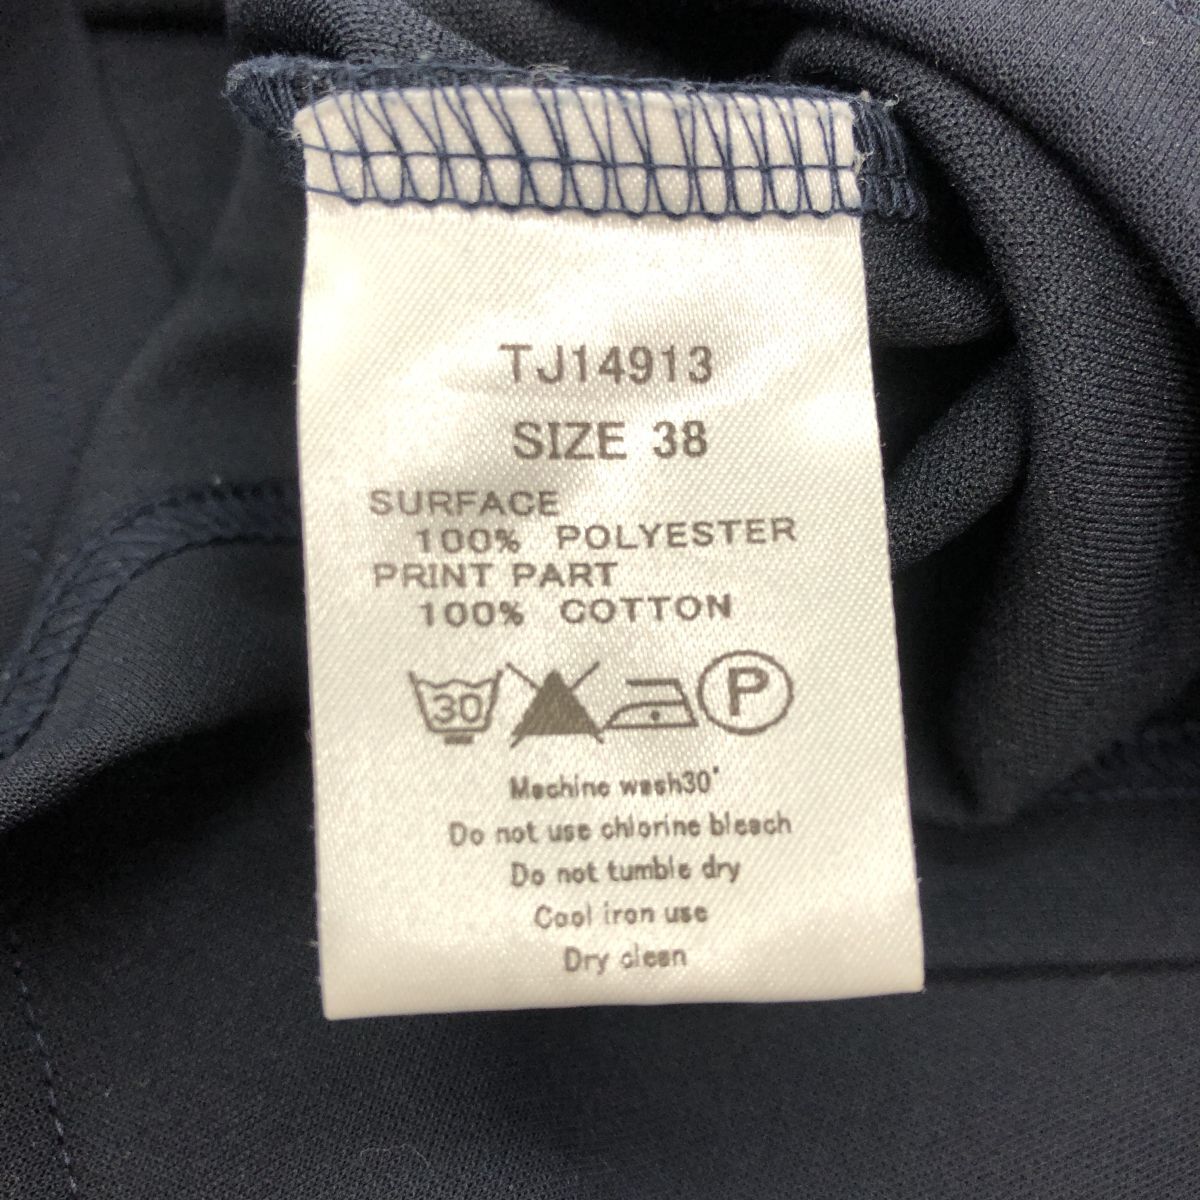 TJ14913
SIZE 38
SURFACE
100% POLYESTER
PRINT PART
100% COTTON
30 P
Machine wash30°
Do not use chlorine bleach
Do not tumble dry
Cool iron use
Dry clean